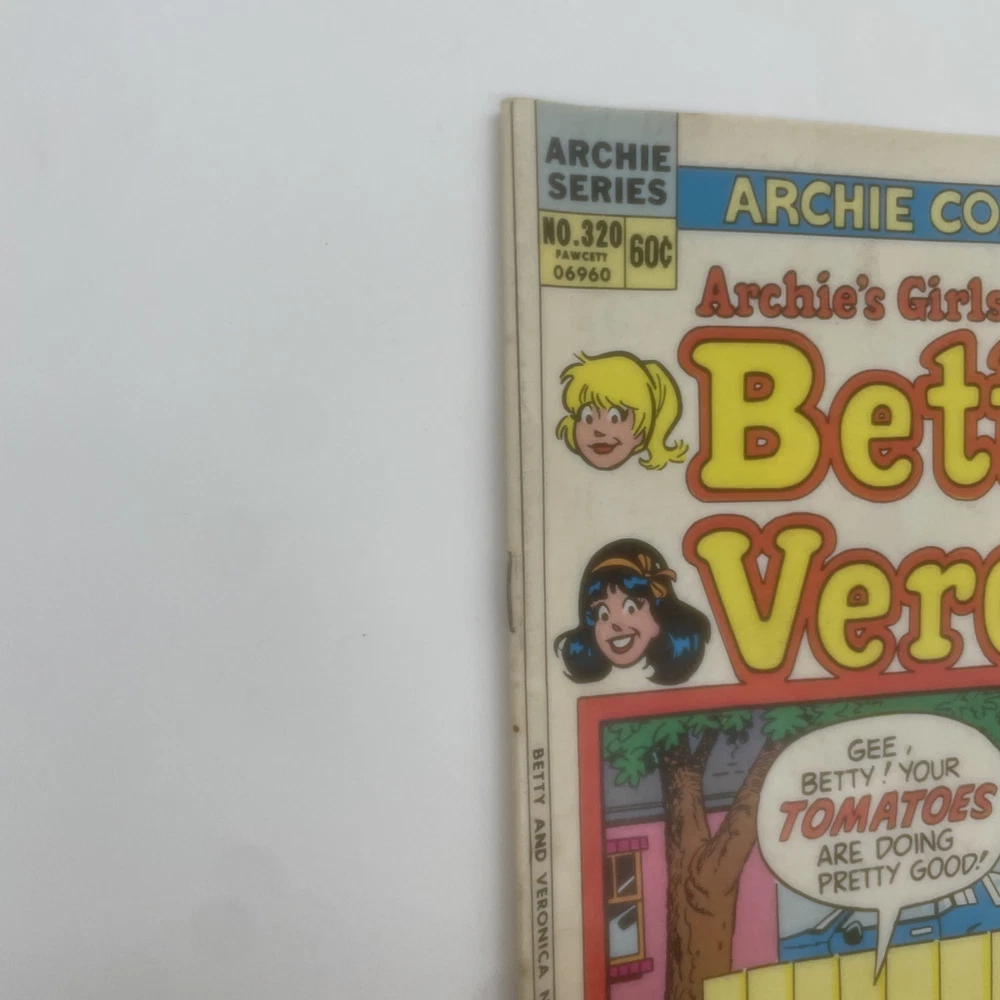 ARCHIE
SERIES
NO.320
FAWCETT
06960
60¢
ARCHIE CO
Archie's Girls
Bett
Vero
GEE,
BETTY! YOUR
TOMATOES
ARE DOING
PRETTY GOOD!
BETTY AND VERONICA N